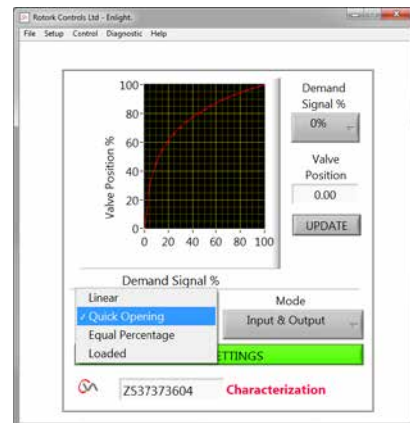 Rotork Controls Ltd - Enlight.
File Setup Control Diagnostic Help
100
80
60
40
20
0
Valve Position %
0 20 40 60 80 100
Demand Signal %
Demand
Signal %
0%
Valve
Position
0.00
UPDATE
Linear
✓ Quick Opening
Equal Percentage
Loaded
Mode
Input & Output
ETTINGS
ZS37373604
Characterization